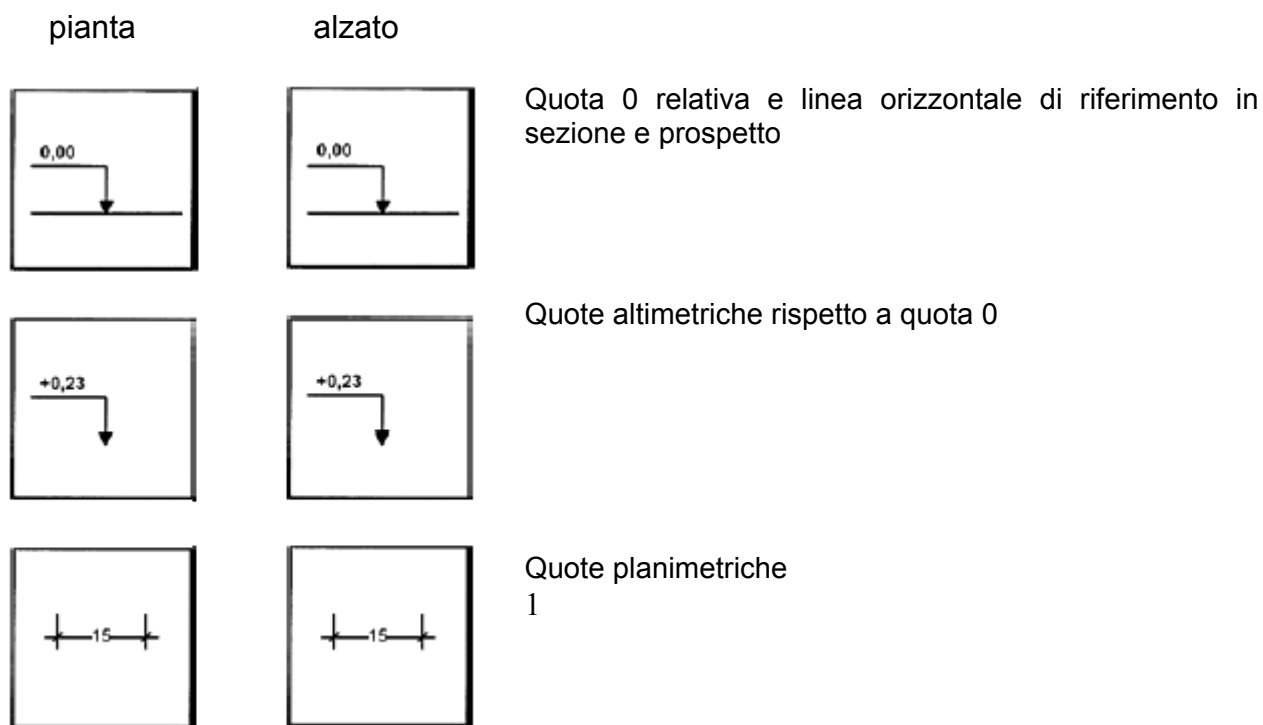 pianta alzato
0,00 0,00 Quota 0 relativa e linea orizzontale di riferimento in
sezione e prospetto
+0,23 +0,23 Quote altimetriche rispetto a quota 0
15 15 Quote planimetriche
1